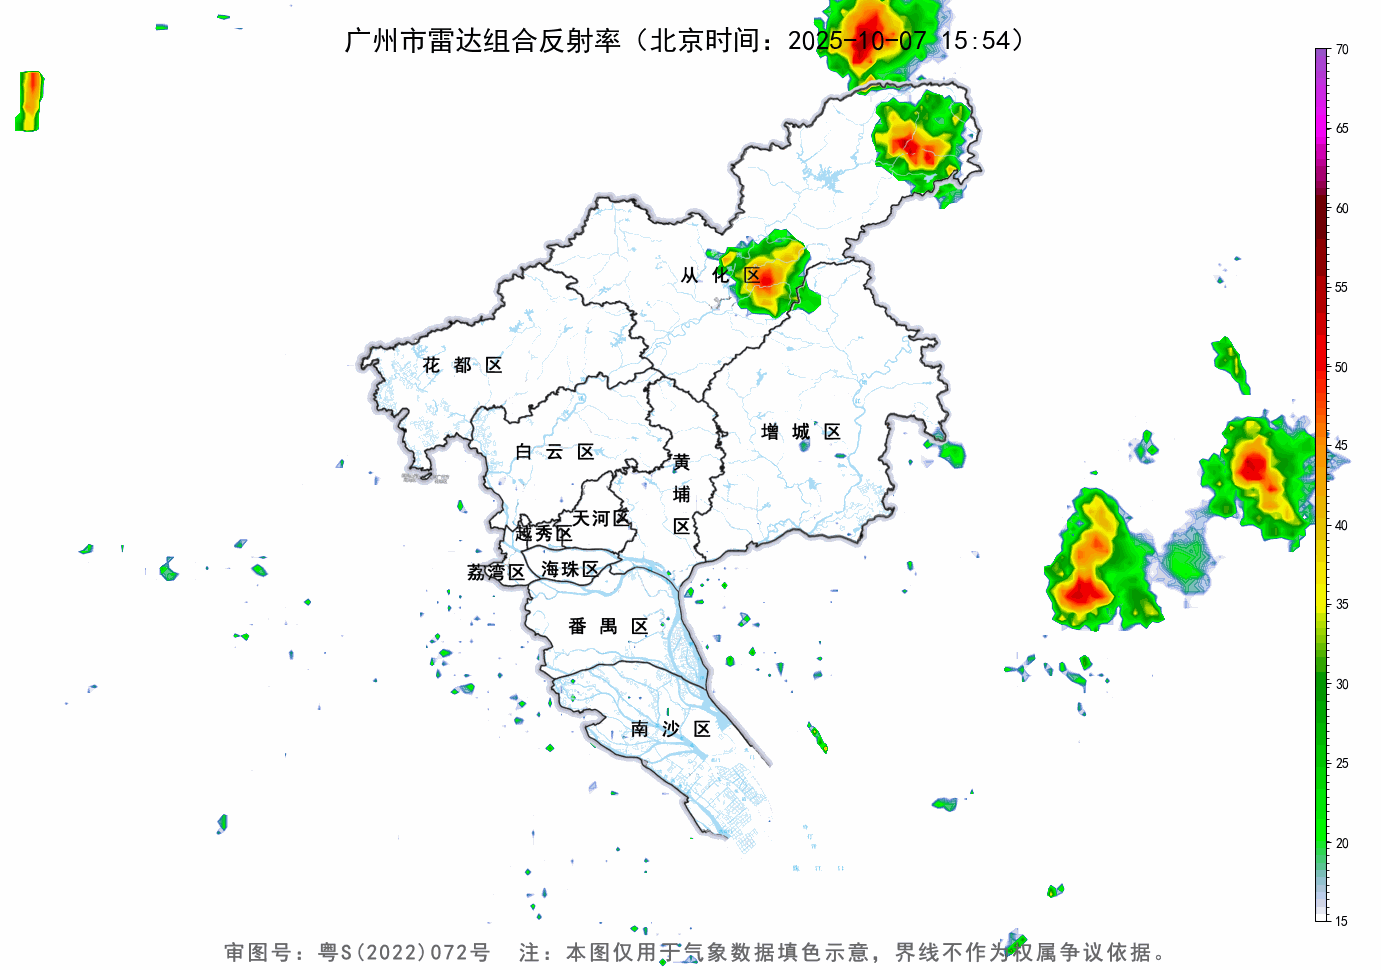 广州市雷达组合反射率（北京时间：2025-10-07 15:54）
70
65
60
55
50
45
40
35
30
25
20
15
从化区
花都区
增城区
白云区
黄埔区
天河区
越秀区
荔湾区
海珠区
番禺区
南沙区
审图号：粤S(2022)072号 注：本图仅用于气象数据填色示意，界线不作为权属争议依据。